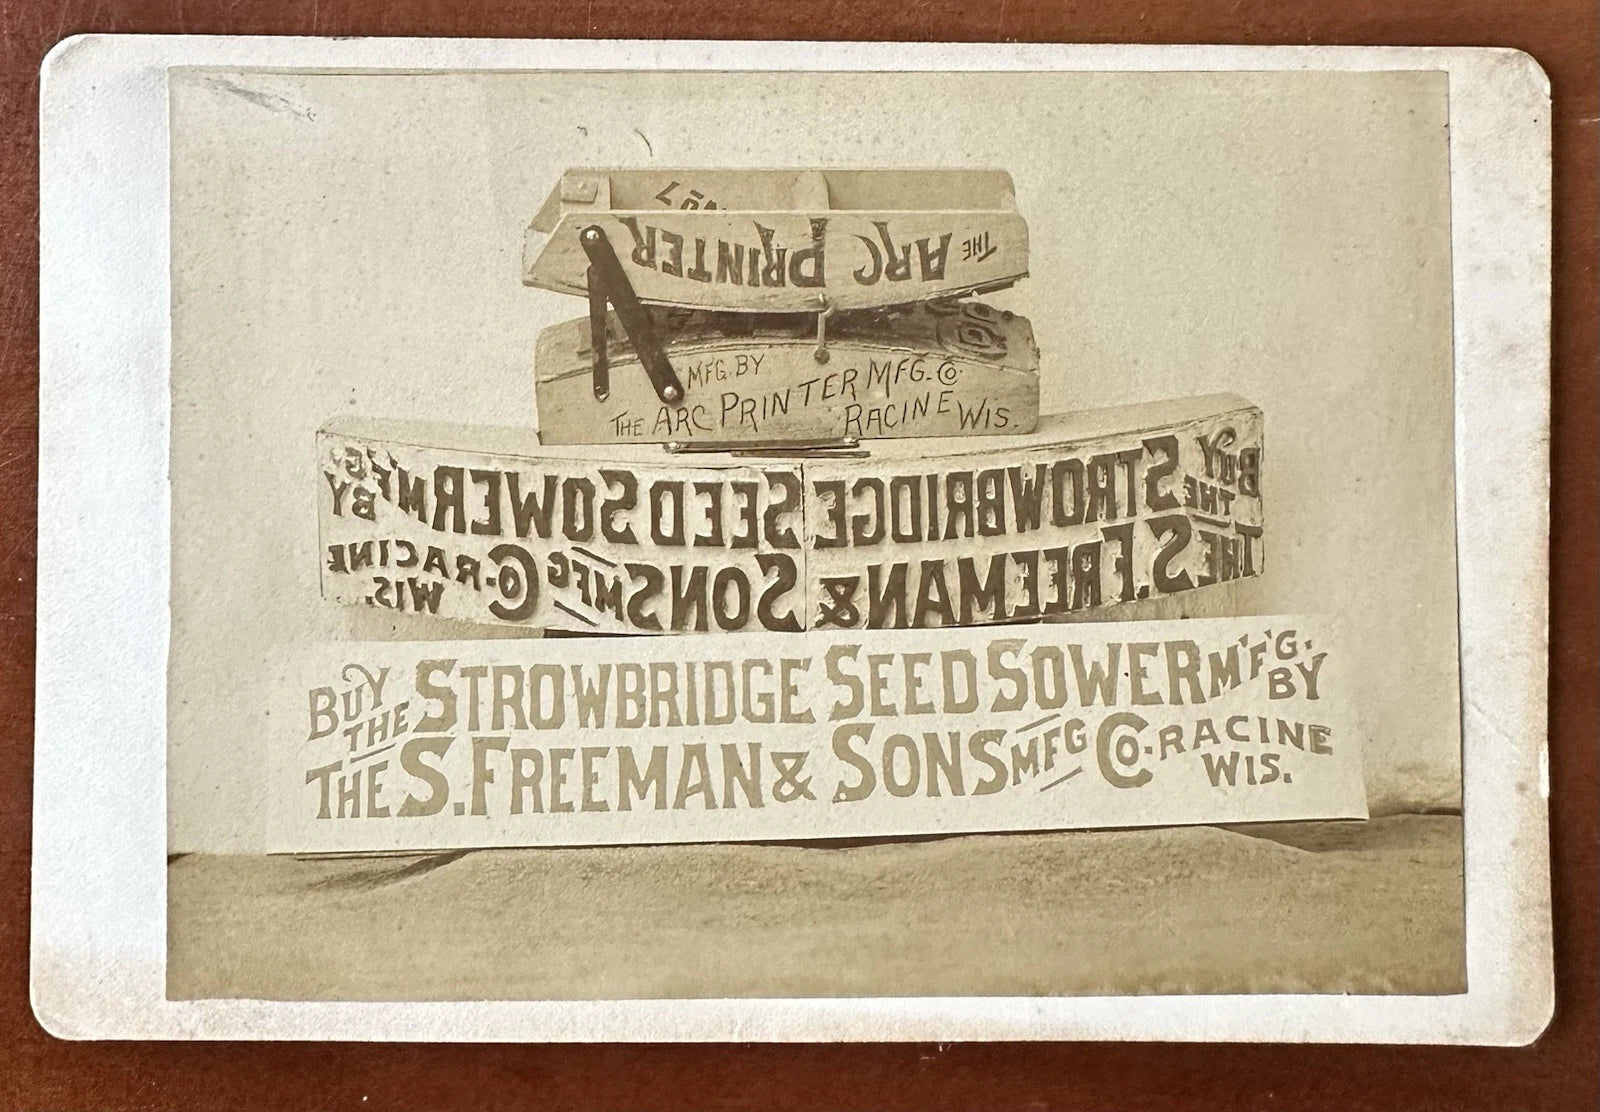 No 7
THE ARC PRINTER
MFG. BY
THE ARC PRINTER MFG. Co.
RACINE WIS.
BUY THE STROWBRIDGE SEED SOWER M'F'G. BY
THE S. FREEMAN & SONS MFG Co. RACINE WIS.
BUY THE STROWBRIDGE SEED SOWER M'F'G. BY
THE S. FREEMAN & SONS MFG Co. RACINE WIS.